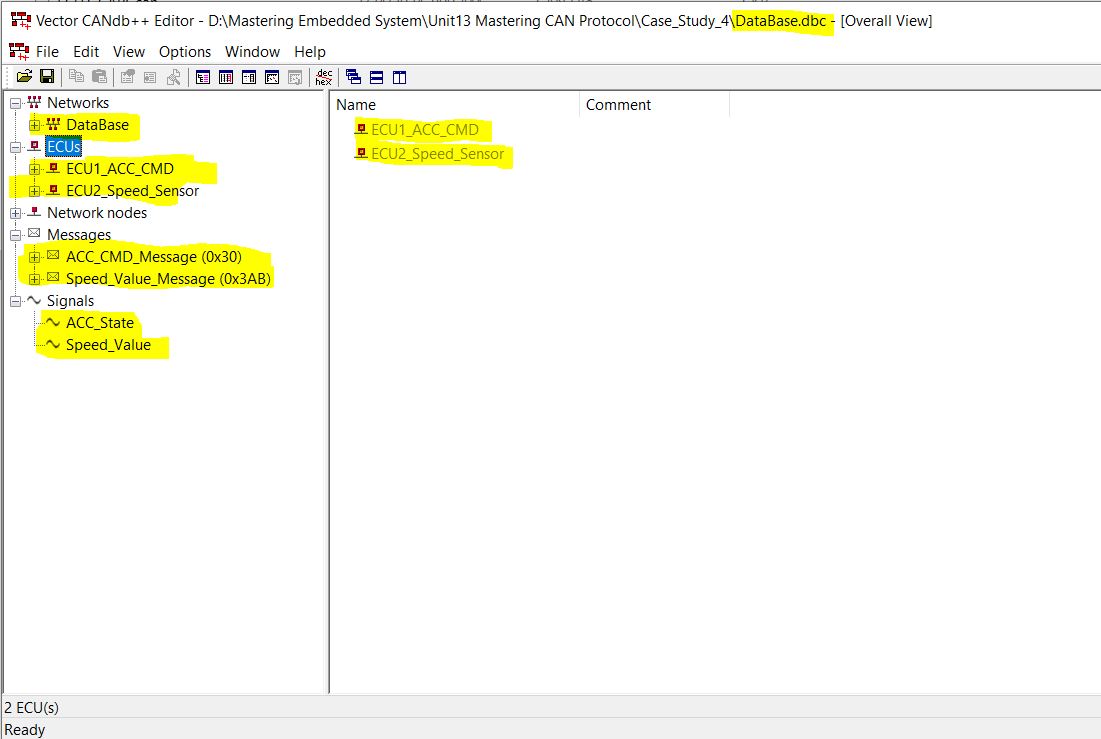 Vector CANdb++ Editor - D:\Mastering Embedded System\Unit13 Mastering CAN Protocol\Case_Study_4\DataBase.dbc - [Overall View]
File Edit View Options Window Help
dec
hex
Networks
DataBase
ECUs
ECU1_ACC_CMD
ECU2_Speed_Sensor
Network nodes
Messages
ACC_CMD_Message (0x30)
Speed_Value_Message (0x3AB)
Signals
ACC_State
Speed_Value
Name Comment
ECU1_ACC_CMD
ECU2_Speed_Sensor
2 ECU(s)
Ready